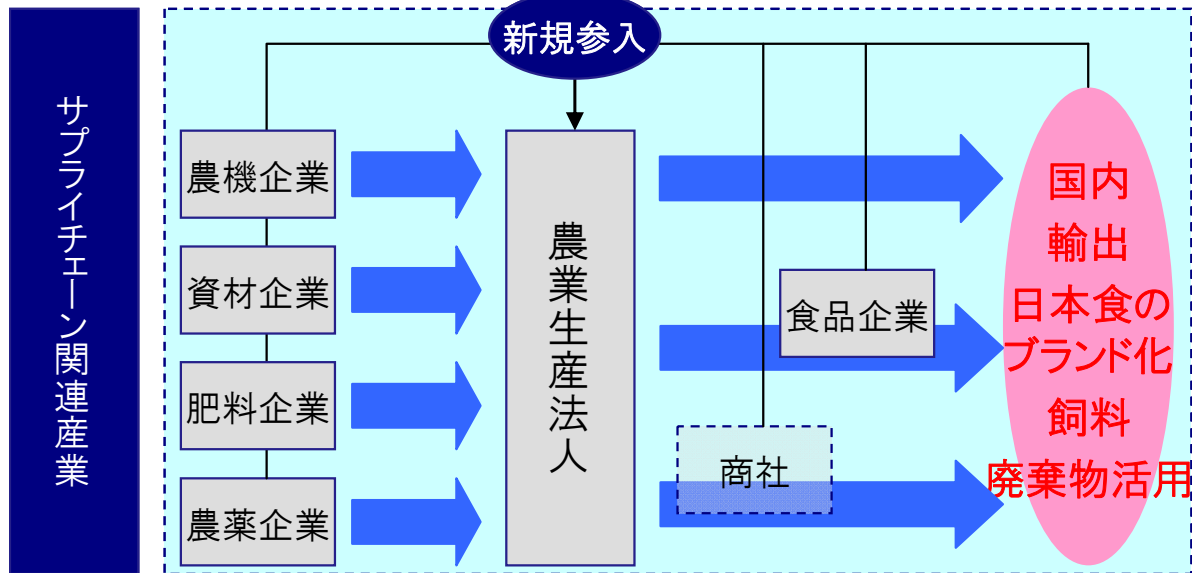 サプライチェーン関連産業
新規参入
農機企業
資材企業
肥料企業
農薬企業
農業生産法人
食品企業
商社
国内
輸出
日本食の
ブランド化
飼料
廃棄物活用